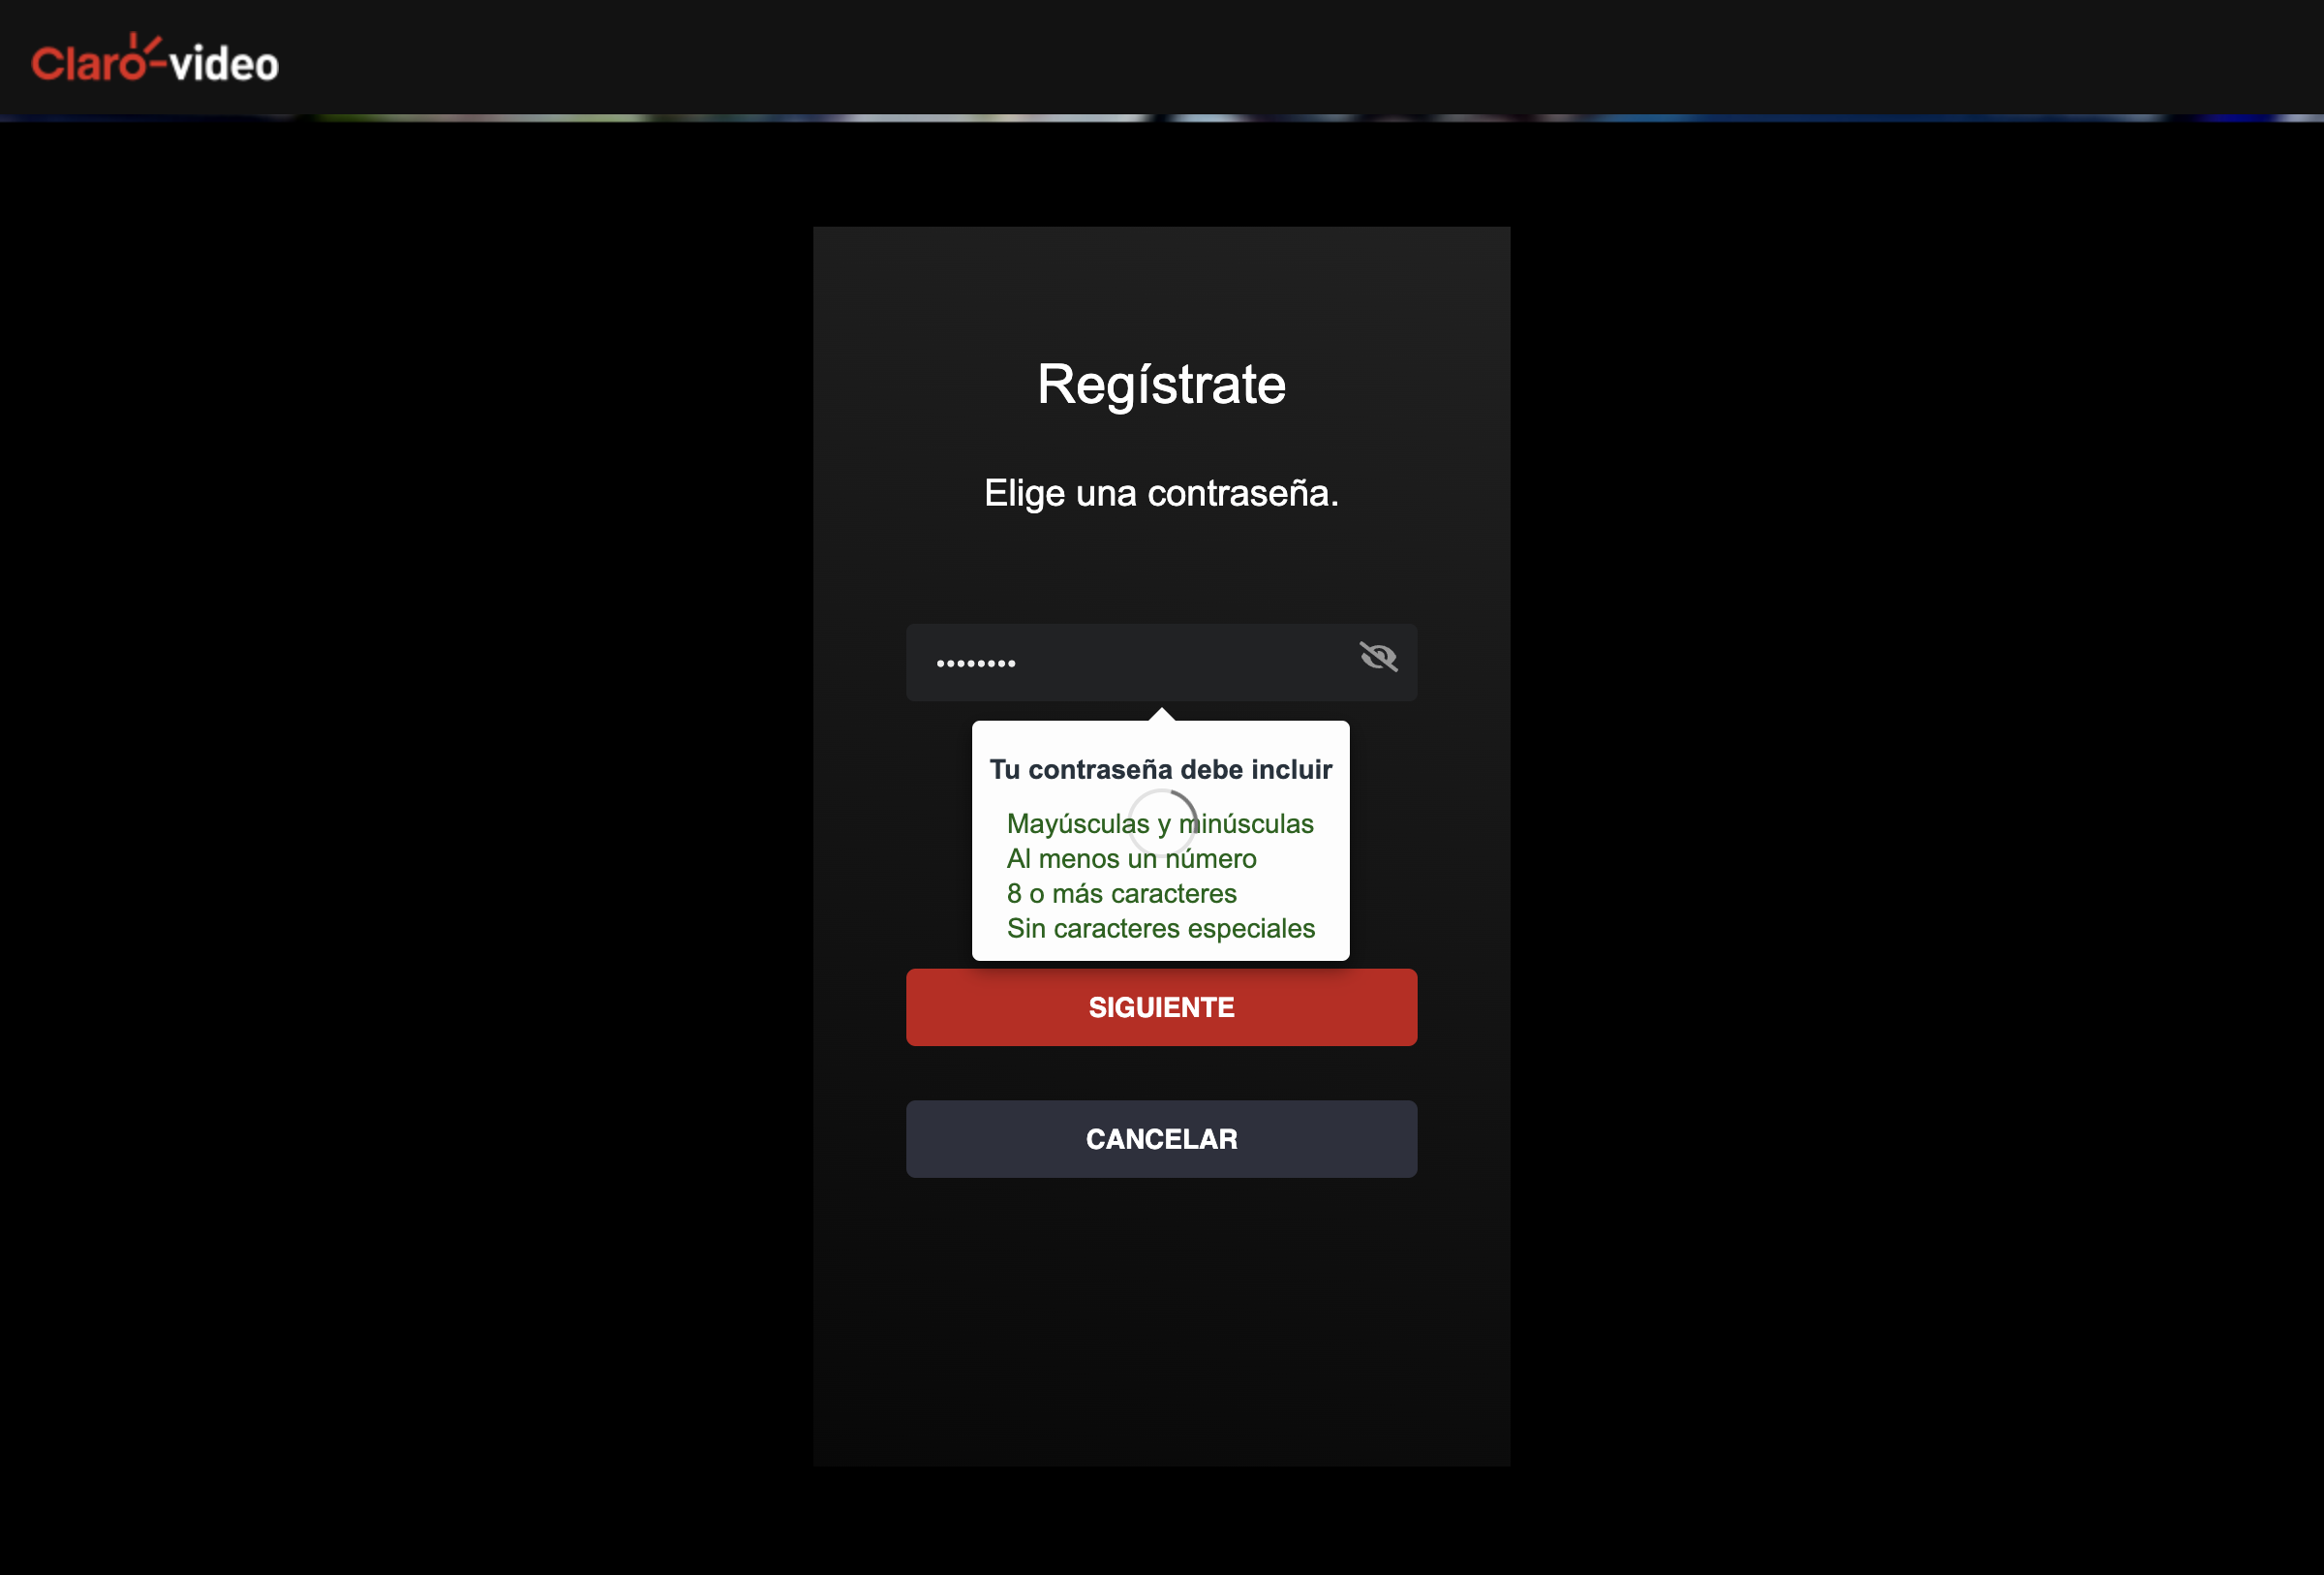 Claro-video
Regístrate
Elige una contraseña.
••••••••
Tu contraseña debe incluir
Mayúsculas y minúsculas
Al menos un número
8 o más caracteres
Sin caracteres especiales
SIGUIENTE
CANCELAR